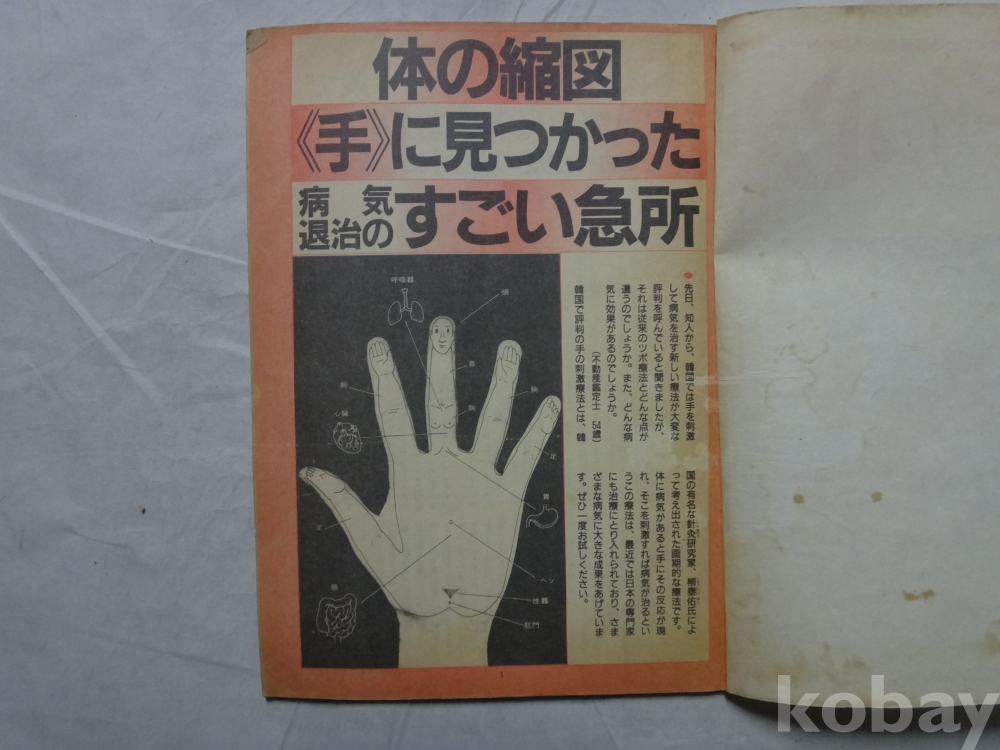 体の縮図
《手》に見つかった
病気
退治の
すごい急所
先日、知人から、韓国では手を刺激
して病気を治す新しい療法が大変な
評判を呼んでいると聞きましたが、
それは従来のツボ療法とどんな点が
違うのでしょうか。また、どんな病
気に効果があるのでしょうか。
(不動産鑑定士 54歳)
韓国で評判の手の刺激療法とは、韓
国の有名な針灸研究家、柳泰佑氏によ
って考え出された画期的な療法です。
体に病気があると手にその反応が現
れ、そこを刺激すれば病気が治るとい
うこの療法は、最近では日本の専門家
にも治療にとり入れられており、さま
ざまな病気に大きな成果をあげていま
す。ぜひ一度お試しください。
呼吸器
頭
首
胸
腕
腕
心臓
足
足
胃
腸
ヘソ
性器
肛門
1
kobay